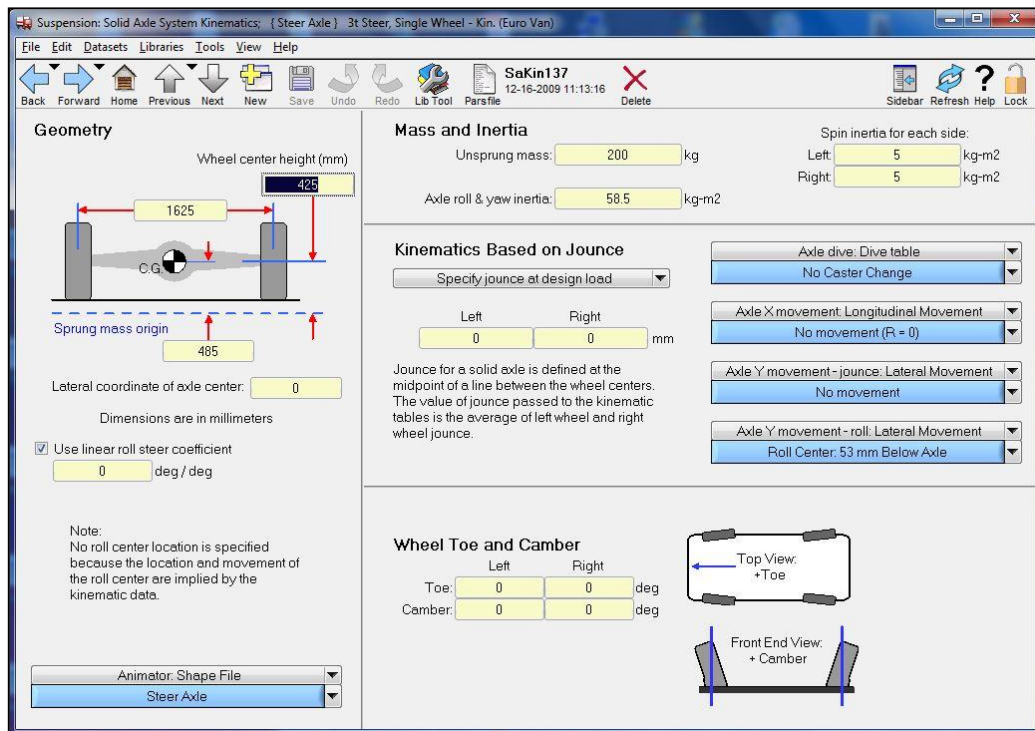 Suspension: Solid Axle System Kinematics; { Steer Axle } 3t Steer, Single Wheel - Kin. (Euro Van)
File Edit Datasets Libraries Tools View Help
Back Forward Home Previous Next New Save Undo Redo Lib Tool Parsfile
SaKin137
12-16-2009 11:13:16
Delete
Sidebar Refresh Help Lock
Geometry
Wheel center height (mm)
425
1625
C.G.
Sprung mass origin
485
Lateral coordinate of axle center: 0
Dimensions are in millimeters
Use linear roll steer coefficient
0 deg / deg
Note:
No roll center location is specified
because the location and movement of
the roll center are implied by the
kinematic data.
Animator: Shape File
Steer Axle
Mass and Inertia
Unsprung mass: 200 kg
Axle roll & yaw inertia: 58.5 kg-m2
Spin inertia for each side:
Left: 5 kg-m2
Right: 5 kg-m2
Kinematics Based on Jounce
Specify jounce at design load
Left Right
0 0 mm
Jounce for a solid axle is defined at the
midpoint of a line between the wheel centers.
The value of jounce passed to the kinematic
tables is the average of left wheel and right
wheel jounce.
Axle dive: Dive table
No Caster Change
Axle X movement: Longitudinal Movement
No movement (R = 0)
Axle Y movement - jounce: Lateral Movement
No movement
Axle Y movement - roll: Lateral Movement
Roll Center: 53 mm Below Axle
Wheel Toe and Camber
Left Right
Toe: 0 0 deg
Camber: 0 0 deg
Top View:
+Toe
Front End View:
+ Camber